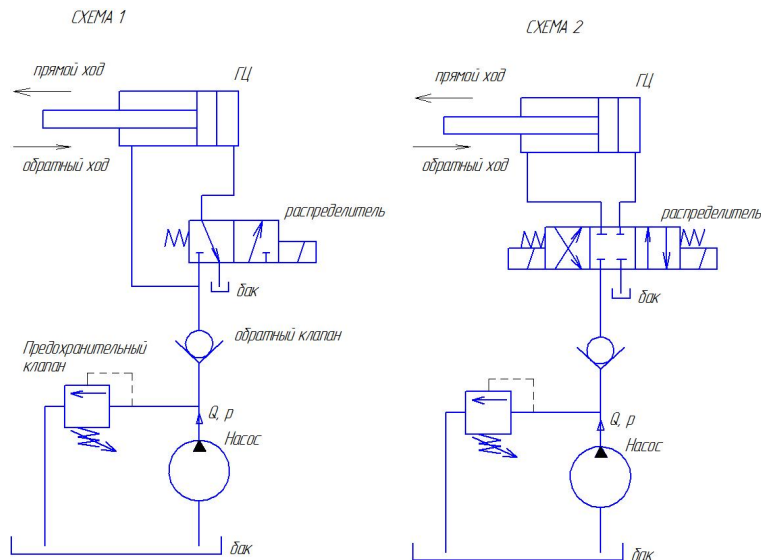 СХЕМА 1
прямой ход
ГЦ
обратный ход
распределитель
бак
обратный клапан
Предохранительный
клапан
Q, p
Насос
бак
СХЕМА 2
прямой ход
ГЦ
обратный ход
распределитель
бак
Q, p
Насос
бак